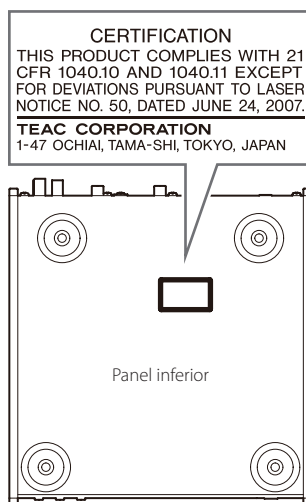 CERTIFICATION
THIS PRODUCT COMPLIES WITH 21
CFR 1040.10 AND 1040.11 EXCEPT
FOR DEVIATIONS PURSUANT TO LASER
NOTICE NO. 50, DATED JUNE 24, 2007.
TEAC CORPORATION
1-47 OCHIAI, TAMA-SHI, TOKYO, JAPAN
Panel inferior